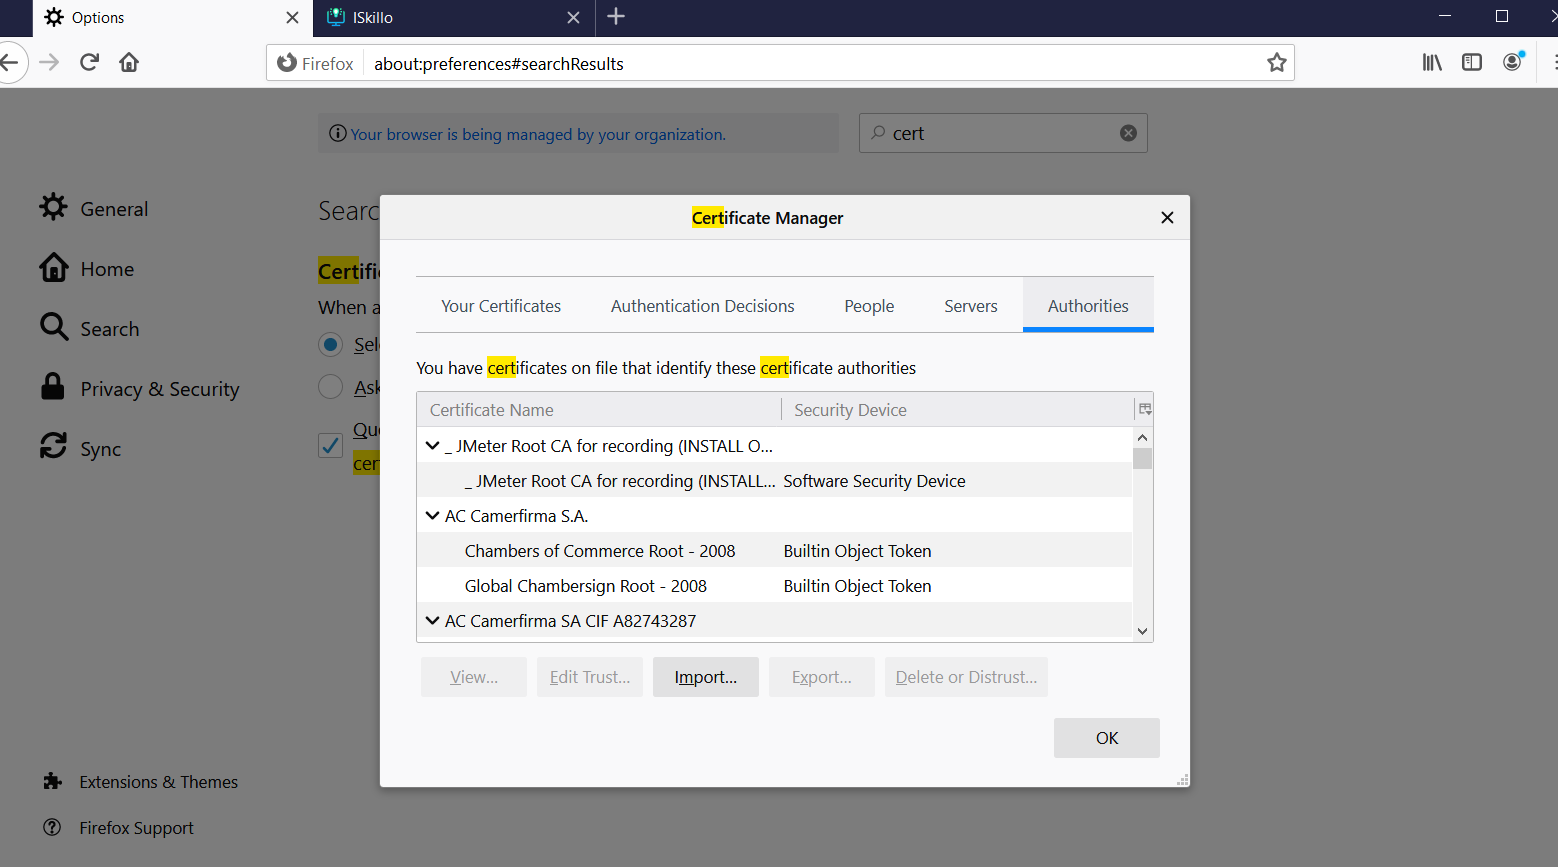 Options
ISkillo
Firefox
about:preferences#searchResults
Your browser is being managed by your organization.
cert
General
Home
Search
Privacy & Security
Sync
Extensions & Themes
Firefox Support
Searc
Certifi
When a
Sel
Ask
Qu
cer
Certificate Manager
Your Certificates
Authentication Decisions
People
Servers
Authorities
You have certificates on file that identify these certificate authorities
Certificate Name
Security Device
_ JMeter Root CA for recording (INSTALL O...
_ JMeter Root CA for recording (INSTALL... Software Security Device
AC Camerfirma S.A.
Chambers of Commerce Root - 2008 Builtin Object Token
Global Chambersign Root - 2008 Builtin Object Token
AC Camerfirma SA CIF A82743287
View...
Edit Trust...
Import...
Export...
Delete or Distrust...
OK